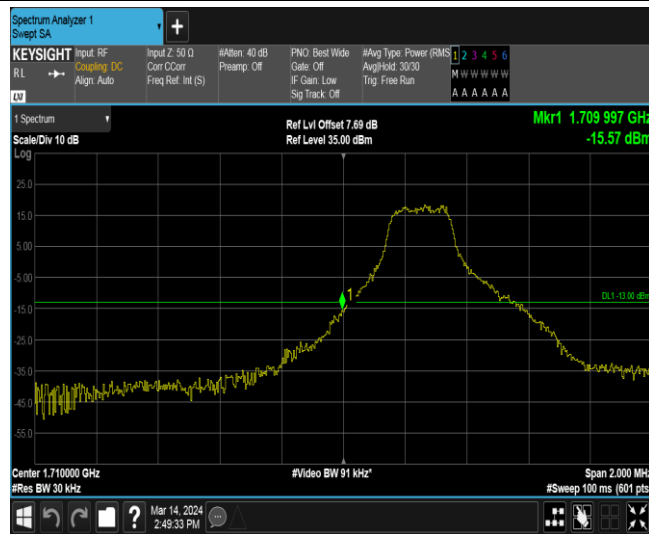 Spectrum Analyzer 1
Swept SA
KEYSIGHT
RL
Input: RF
Coupling: DC
Align: Auto
Input Z: 50 Ω
Corr CCorr
Freq Ref: Int (S)
#Atten: 40 dB
Preamp: Off
PNO: Best Wide
Gate: Off
IF Gain: Low
Sig Track: Off
#Avg Type: Power (RMS
Avg|Hold: 30/30
Trig: Free Run
1 2 3 4 5 6
M W W W W W
A A A A A A
LXI
1 Spectrum
Scale/Div 10 dB
Log
Ref Lvl Offset 7.69 dB
Ref Level 35.00 dBm
Mkr1 1.709 997 GHz
-15.57 dBm
25.0
15.0
5.00
-5.00
-15.0
-25.0
-35.0
-45.0
-55.0
1
DL1 -13.00 dBm
Center 1.710000 GHz
#Video BW 91 kHz*
Span 2.000 MHz
#Res BW 30 kHz
#Sweep 100 ms (601 pts
Mar 14, 2024
2:49:33 PM